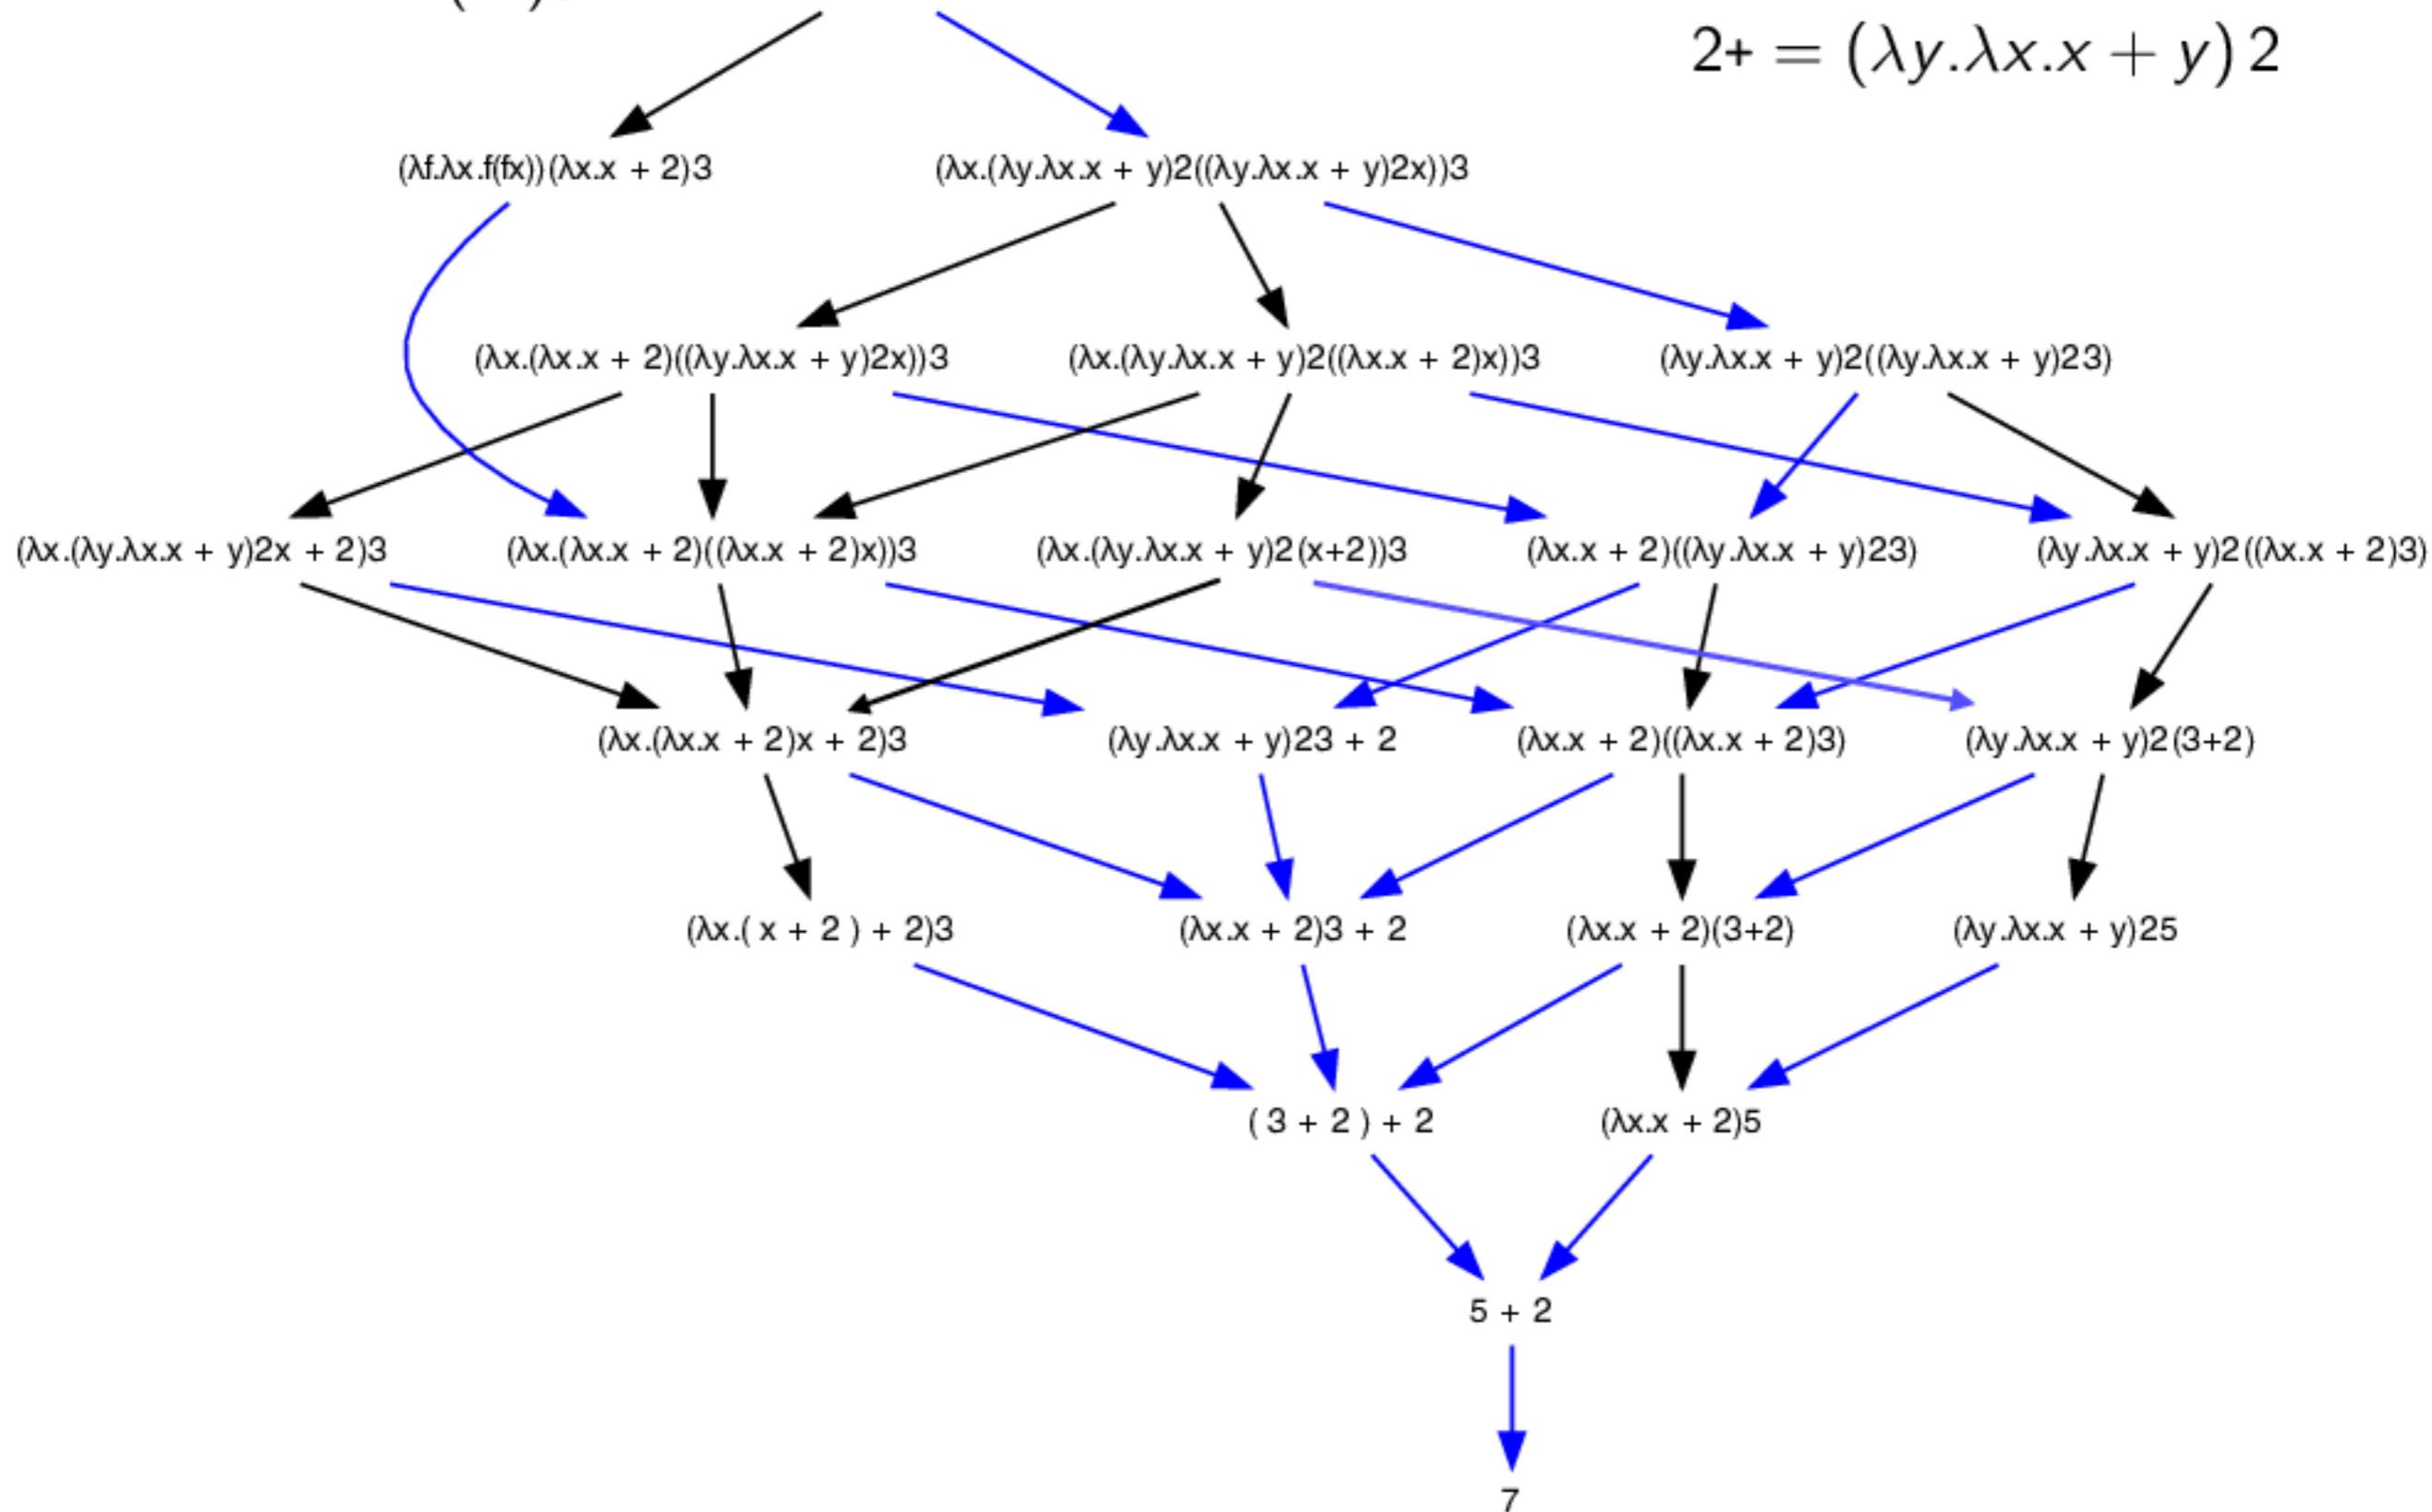 2+ = (λy.λx.x + y) 2
(λf.λx.f(fx))(λx.x + 2)3
(λx.(λy.λx.x + y)2((λy.λx.x + y)2x))3
(λx.(λx.x + 2)((λy.λx.x + y)2x))3
(λx.(λy.λx.x + y)2((λx.x + 2)x))3
(λy.λx.x + y)2((λy.λx.x + y)23)
(λx.(λy.λx.x + y)2x + 2)3
(λx.(λx.x + 2)((λx.x + 2)x))3
(λx.(λy.λx.x + y)2(x+2))3
(λx.x + 2)((λy.λx.x + y)23)
(λy.λx.x + y)2((λx.x + 2)3)
(λx.(λx.x + 2)x + 2)3
(λy.λx.x + y)23 + 2
(λx.x + 2)((λx.x + 2)3)
(λy.λx.x + y)2(3+2)
(λx.( x + 2 ) + 2)3
(λx.x + 2)3 + 2
(λx.x + 2)(3+2)
(λy.λx.x + y)25
( 3 + 2 ) + 2
(λx.x + 2)5
5 + 2
7